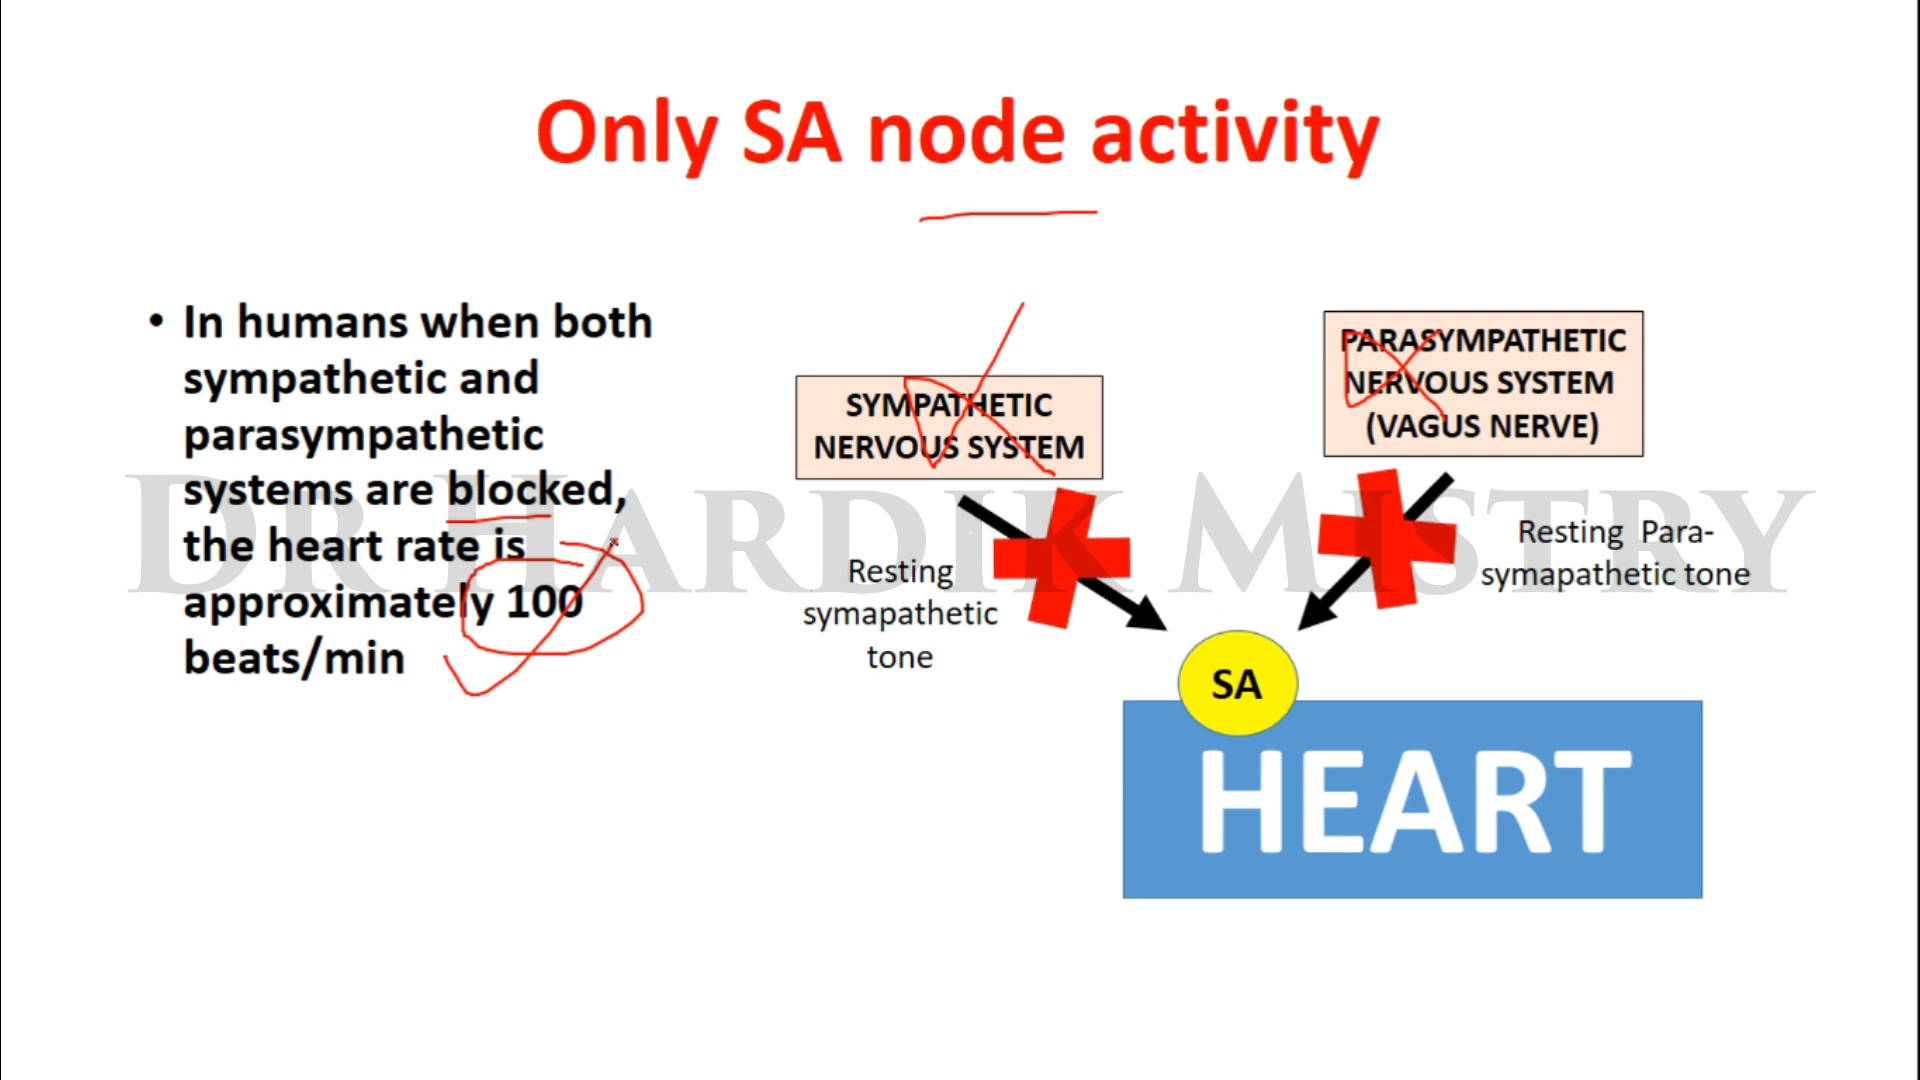 Only SA node activity
• In humans when both
sympathetic and
parasympathetic
systems are blocked,
the heart rate is
approximately 100
beats/min
SYMPATHETIC
NERVOUS SYSTEM
PARASYMPATHETIC
NERVOUS SYSTEM
(VAGUS NERVE)
Resting
symapathetic
tone
Resting Para-
symapathetic tone
SA
HEART
DR HARDIK MISTRY